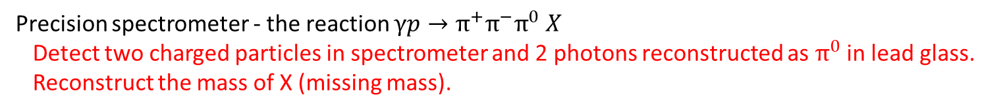 Precision spectrometer - the reaction γp → π⁺π⁻π⁰ X
Detect two charged particles in spectrometer and 2 photons reconstructed as π⁰ in lead glass.
Reconstruct the mass of X (missing mass).